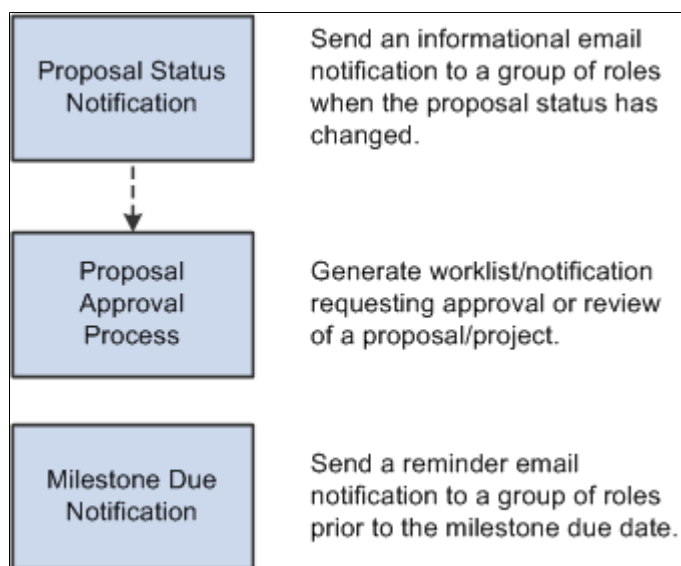 Proposal Status
Notification
Send an informational email
notification to a group of roles
when the proposal status has
changed.
Proposal
Approval
Process
Generate worklist/notification
requesting approval or review
of a proposal/project.
Milestone Due
Notification
Send a reminder email
notification to a group of roles
prior to the milestone due date.